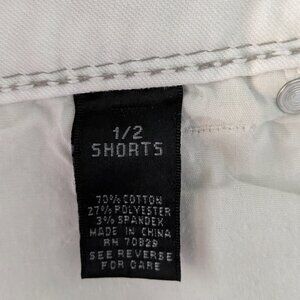 1/2
SHORTS
70% COTTON
27% POLYESTER
3% SPANDEX
MADE IN CHINA
RN 70829
SEE REVERSE
FOR CARE